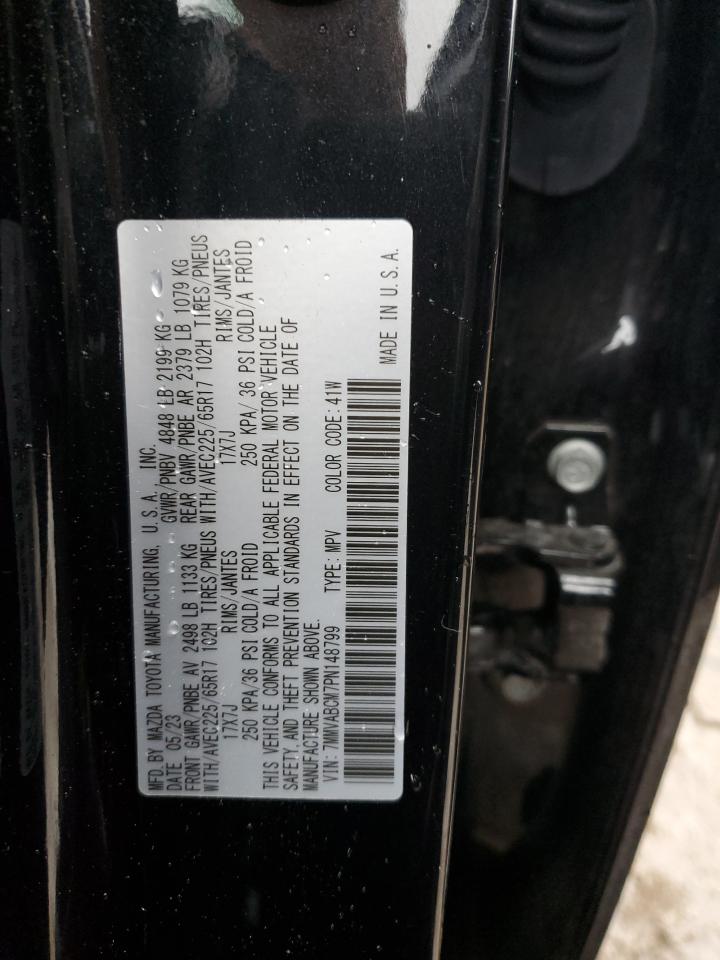 MFD.BY MAZDA TOYOTA MANUFACTURING, U.S.A., INC.
DATE 05/23 GVWR/PNBV 4848 LB 2199 KG
FRONT GAWR/PNBE AV 2498 LB 1133 KG REAR GAWR/PNBE AR 2379 LB 1079 KG
WITH/AVEC225/65R17 102H TIRES/PNEUS WITH/AVEC225/65R17 102H TIRES/PNEUS
17X7J RIMS/JANTES 17X7J RIMS/JANTES
250 KPA/36 PSI COLD/A FROID 250 KPA/ 36 PSI COLD/A FROID
THIS VEHICLE CONFORMS TO ALL APPLICABLE FEDERAL MOTOR VEHICLE
SAFETY, AND THEFT PREVENTION STANDARDS IN EFFECT ON THE DATE OF
MANUFACTURE SHOWN ABOVE.
VIN: 7MMVABCM7PN148799 TYPE: MPV COLOR CODE: 41W
MADE IN U.S.A.